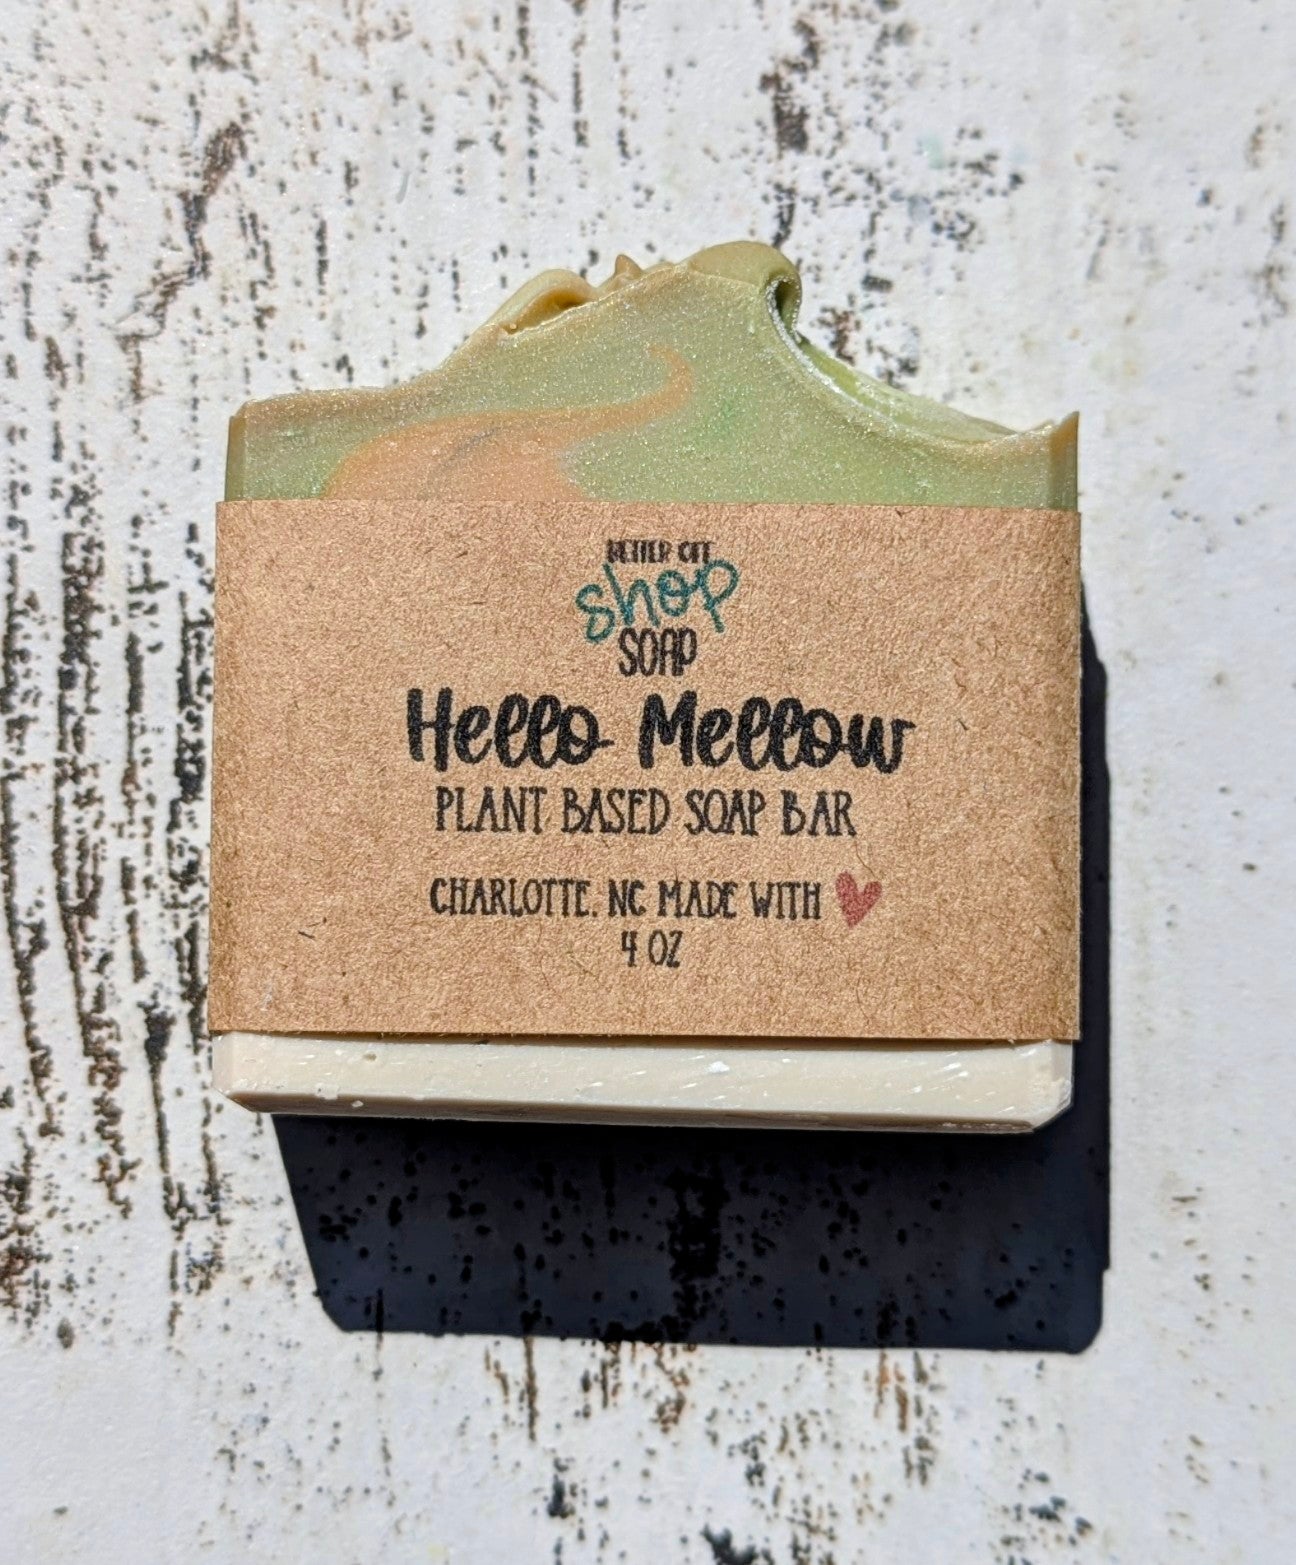 BETTER OFF
shop
SOAP
Hello Mellow
PLANT BASED SOAP BAR
CHARLOTTE, NC MADE WITH
4 OZ